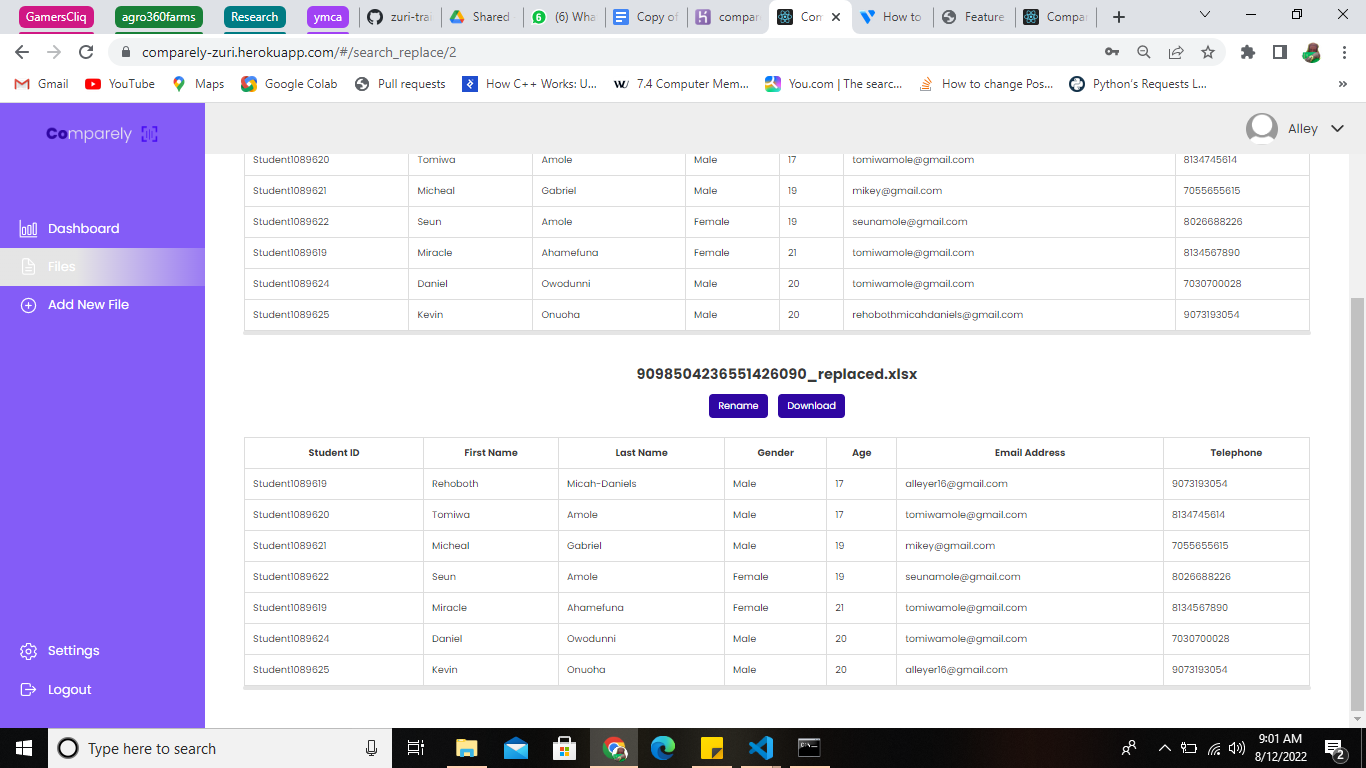 GamersCliq agro360farms Research ymca zuri-trai Shared (6) Wha Copy of compar Com How to Feature Compa
comparely-zuri.herokuapp.com/#/search_replace/2
Gmail YouTube Maps Google Colab Pull requests How C++ Works: U... 7.4 Computer Mem... You.com | The searc... How to change Pos... Python's Requests L... »
Comparely
Alley
Dashboard
Files
Add New File
Settings
Logout
Student1089620 Tomiwa Amole Male 17 tomiwamole@gmail.com 8134745614
Student1089621 Micheal Gabriel Male 19 mikey@gmail.com 7055655615
Student1089622 Seun Amole Female 19 seunamole@gmail.com 8026688226
Student1089619 Miracle Ahamefuna Female 21 tomiwamole@gmail.com 8134567890
Student1089624 Daniel Owodunni Male 20 tomiwamole@gmail.com 7030700028
Student1089625 Kevin Onuoha Male 20 rehobothmicahdaniels@gmail.com 9073193054
9098504236551426090_replaced.xlsx
Rename Download
Student ID First Name Last Name Gender Age Email Address Telephone
Student1089619 Rehoboth Micah-Daniels Male 17 alleyer16@gmail.com 9073193054
Student1089620 Tomiwa Amole Male 17 tomiwamole@gmail.com 8134745614
Student1089621 Micheal Gabriel Male 19 mikey@gmail.com 7055655615
Student1089622 Seun Amole Female 19 seunamole@gmail.com 8026688226
Student1089619 Miracle Ahamefuna Female 21 tomiwamole@gmail.com 8134567890
Student1089624 Daniel Owodunni Male 20 tomiwamole@gmail.com 7030700028
Student1089625 Kevin Onuoha Male 20 alleyer16@gmail.com 9073193054
Type here to search
9:01 AM
8/12/2022
2